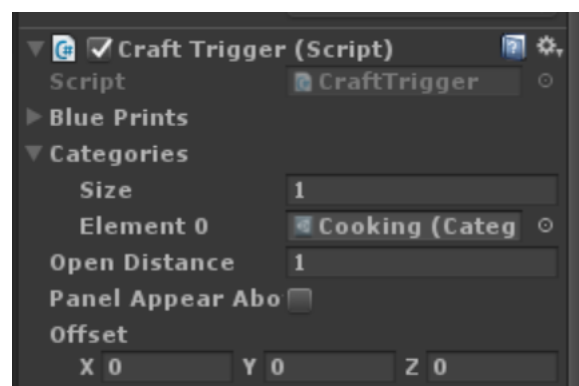 Craft Trigger (Script)
Script CraftTrigger
Blue Prints
Categories
Size 1
Element 0 Cooking (Categ
Open Distance 1
Panel Appear Abo
Offset
X 0 Y 0 Z 0